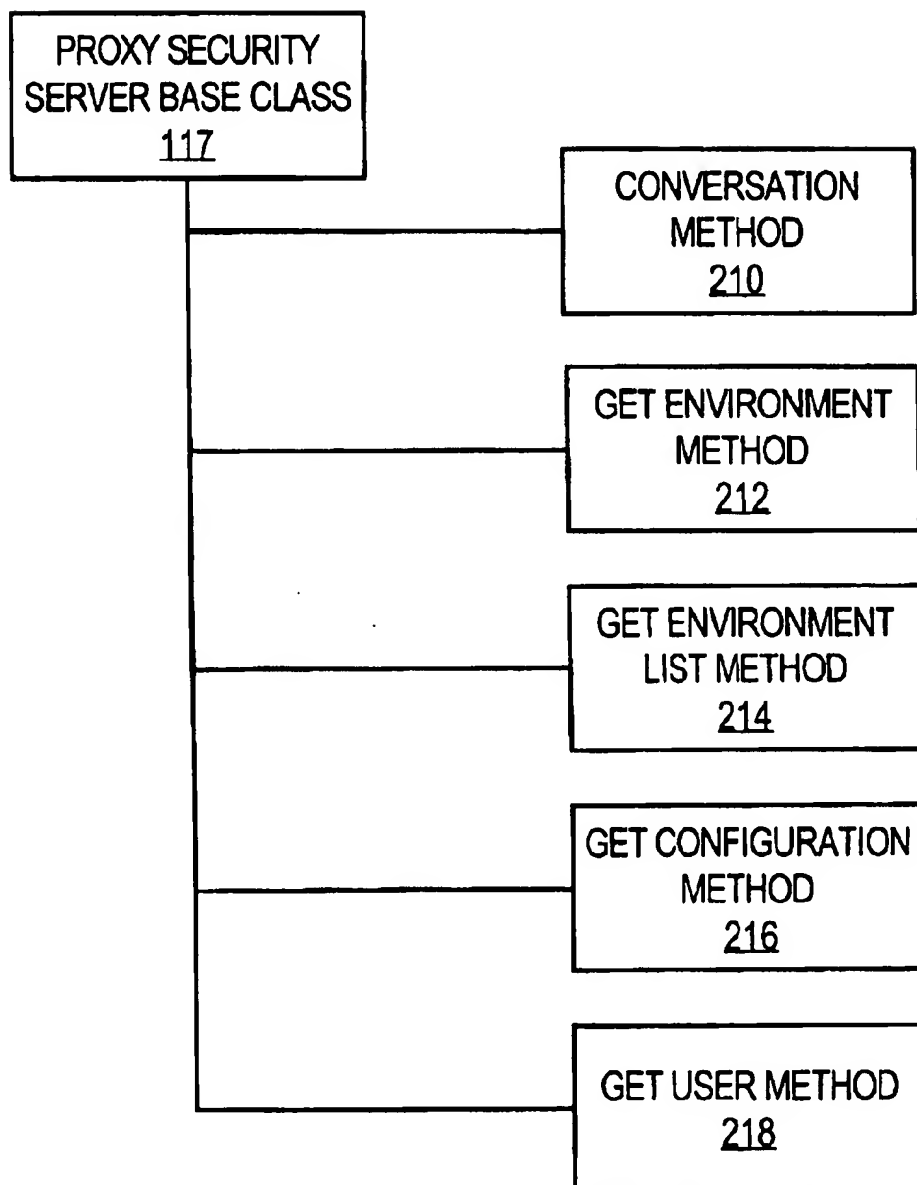 PROXY SECURITY
SERVER BASE CLASS
117
CONVERSATION
METHOD
210
GET ENVIRONMENT
METHOD
212
GET ENVIRONMENT
LIST METHOD
214
GET CONFIGURATION
METHOD
216
GET USER METHOD
218